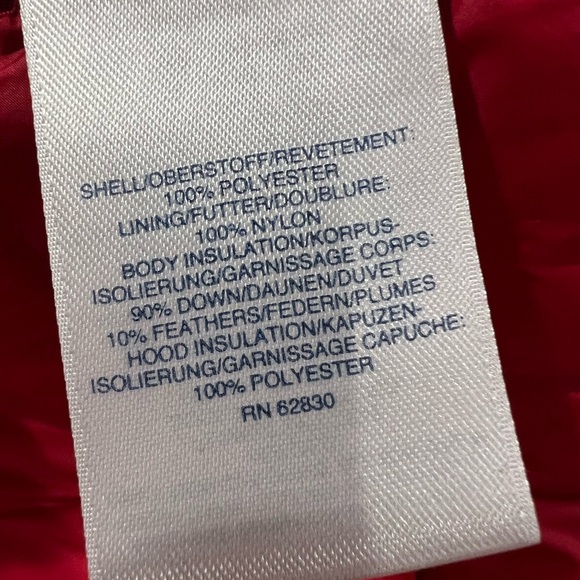 SHELL/OBERSTOFF/REVETEMENT:
100% POLYESTER
LINING/FUTTER/DOUBLURE:
100% NYLON
BODY INSULATION/KORPUS-
ISOLIERUNG/GARNISSAGE CORPS:
90% DOWN/DAUNEN/DUVET
10% FEATHERS/FEDERN/PLUMES
HOOD INSULATION/KAPUZEN-
ISOLIERUNG/GARNISSAGE CAPUCHE:
100% POLYESTER
RN 62830